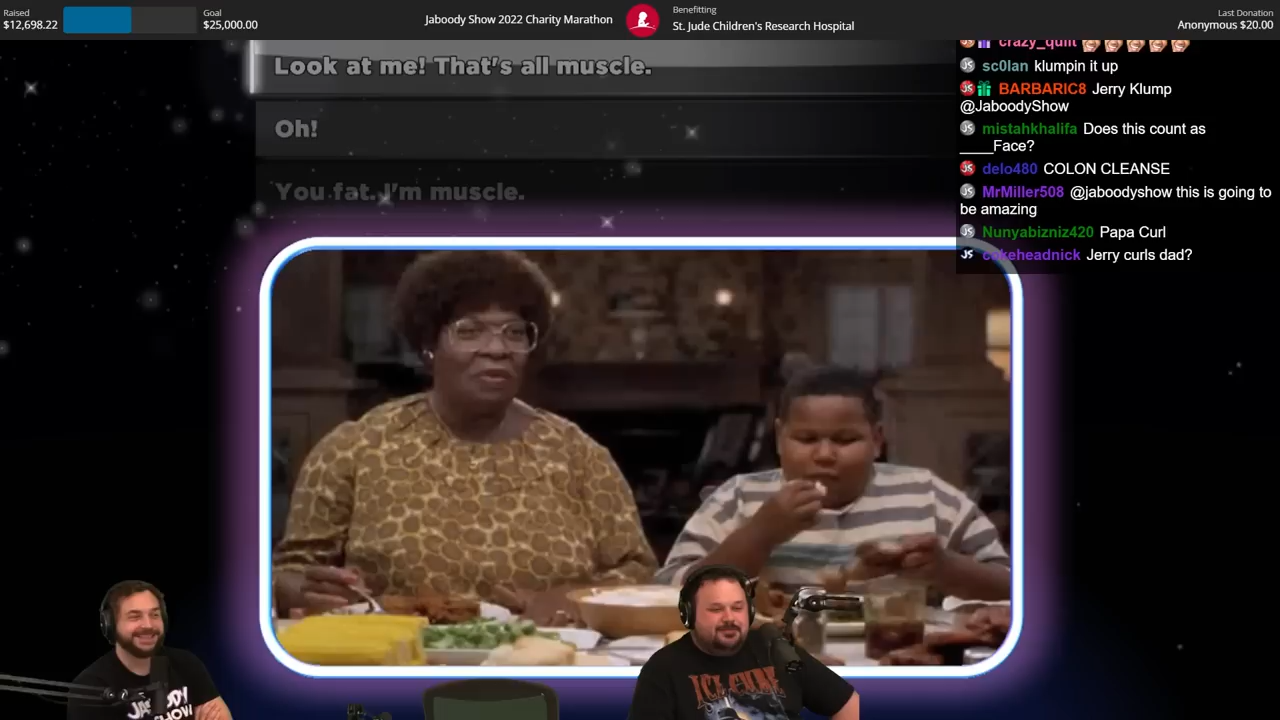 Raised
$12,698.22
Goal
$25,000.00
Jaboody Show 2022 Charity Marathon
Benefitting
St. Jude Children's Research Hospital
Last Donation
Anonymous $20.00
Look at me! That's all muscle.
Oh!
You fat. I'm muscle.
crazy_quilt
sc0lan klumpin it up
BARBARIC8 Jerry Klump
@JaboodyShow
mistahkhalifa Does this count as
____Face?
delo480 COLON CLEANSE
MrMiller508 @jaboodyshow this is going to
be amazing
Nunyabizniz420 Papa Curl
cokeheadnick Jerry curls dad?
ICE CUBE